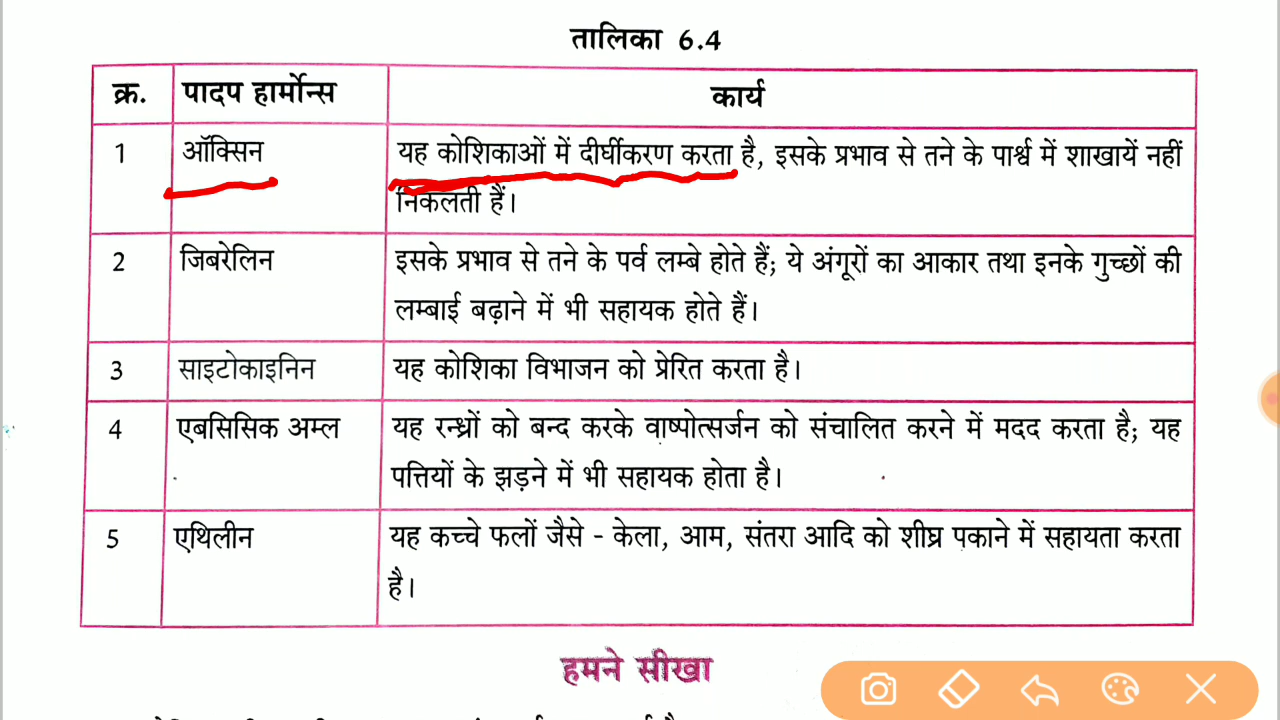 तालिका 6.4
क्र. पादप हार्मोन्स कार्य
1 ऑक्सिन यह कोशिकाओं में दीर्घीकरण करता है, इसके प्रभाव से तने के पार्श्व में शाखायें नहीं
निकलती हैं।
2 जिबरेलिन इसके प्रभाव से तने के पर्व लम्बे होते हैं; ये अंगूरों का आकार तथा इनके गुच्छों की
लम्बाई बढ़ाने में भी सहायक होते हैं।
3 साइटोकाइनिन यह कोशिका विभाजन को प्रेरित करता है।
4 एबसिसिक अम्ल यह रन्ध्रों को बन्द करके वाष्पोत्सर्जन को संचालित करने में मदद करता है; यह
पत्तियों के झड़ने में भी सहायक होता है।
5 एथिलीन यह कच्चे फलों जैसे - केला, आम, संतरा आदि को शीघ्र पकाने में सहायता करता
है।
हमने सीखा